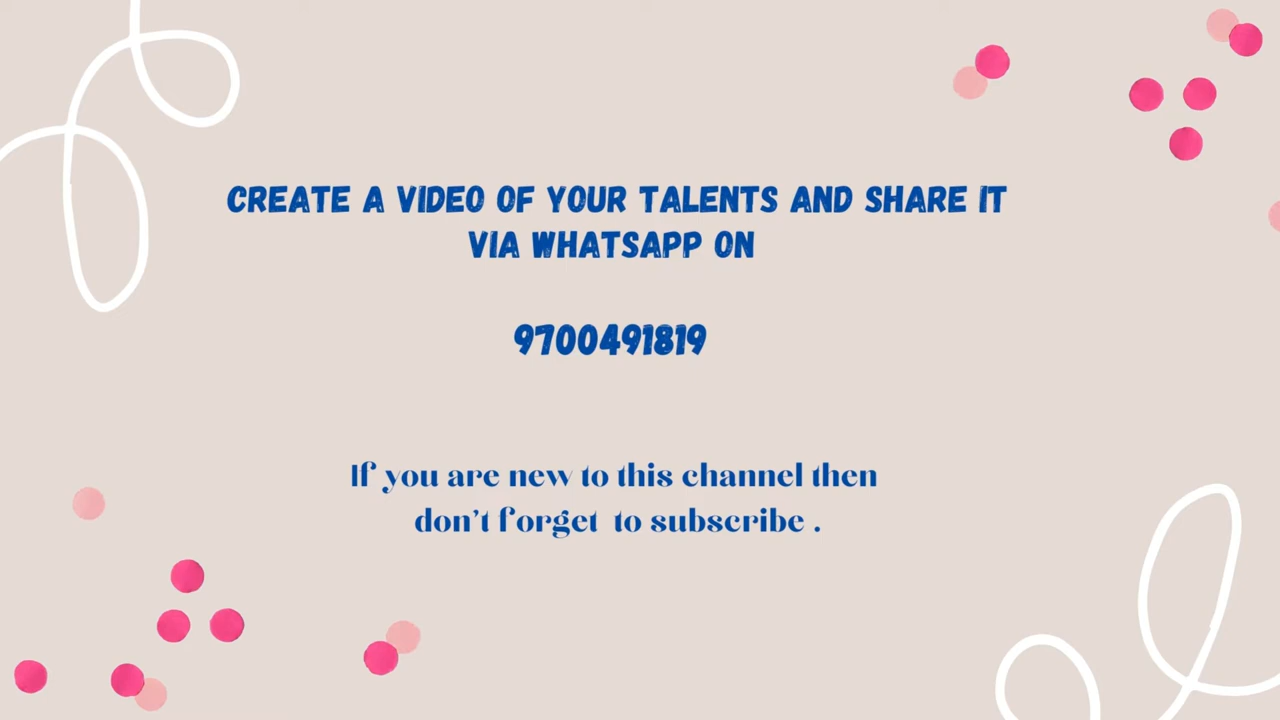 CREATE A VIDEO OF YOUR TALENTS AND SHARE IT
VIA WHATSAPP ON
9700491819
If you are new to this channel then
don't forget to subscribe .